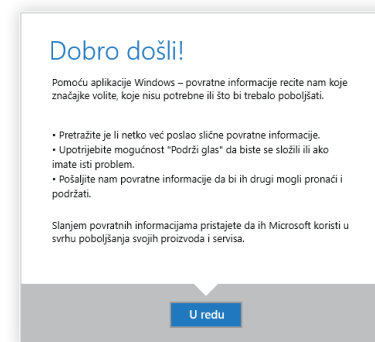 Dobro došli!
Pomoću aplikacije Windows – povratne informacije recite nam koje
značajke volite, koje nisu potrebne ili što bi trebalo poboljšati.
• Pretražite je li netko već poslao slične povratne informacije.
• Upotrijebite mogućnost "Podrži glas" da biste se složili ili ako
imate isti problem.
• Pošaljite nam povratne informacije da bi ih drugi mogli pronaći i
podržati.
Slanjem povratnih informacijama pristajete da ih Microsoft koristi u
svrhu poboljšanja svojih proizvoda i servisa.
U redu